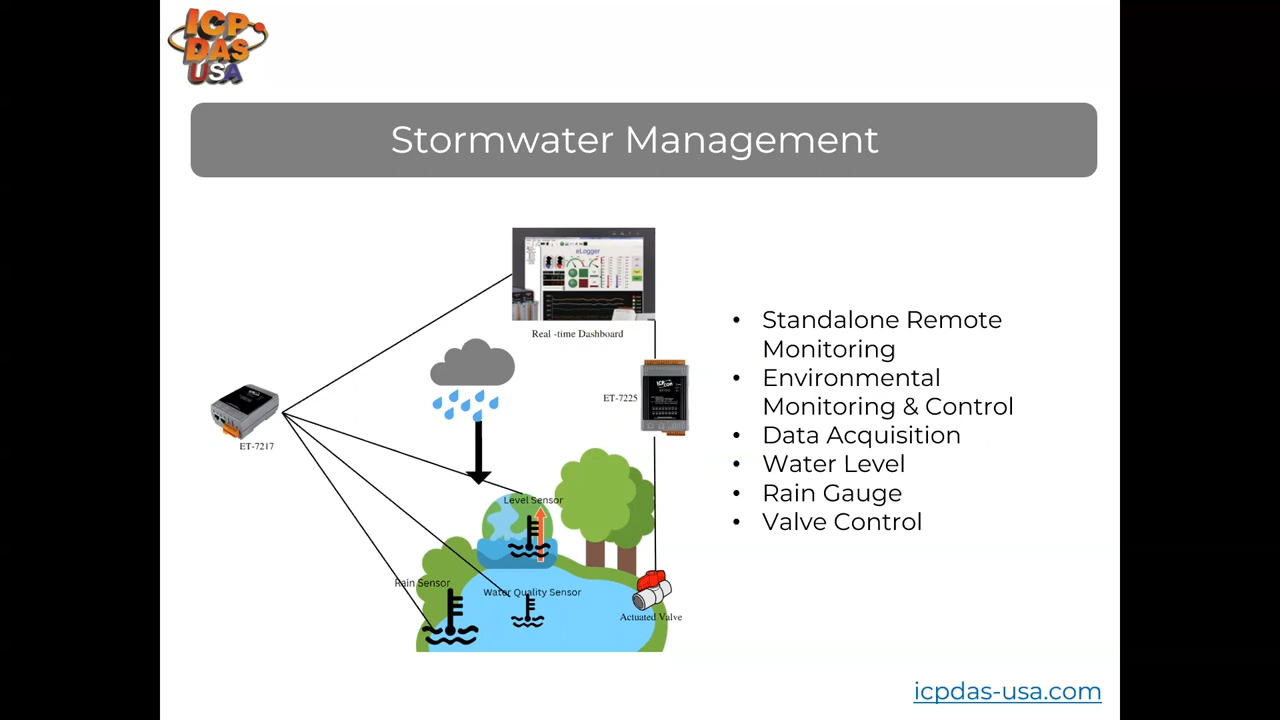 ICP
DAS
USA
Stormwater Management
eLogger
Real -time Dashboard
ET-7225
ET-7217
Level Sensor
Rain Sensor
Water Quality Sensor
Actuated Valve
• Standalone Remote
Monitoring
• Environmental
Monitoring & Control
• Data Acquisition
• Water Level
• Rain Gauge
• Valve Control
icpdas-usa.com